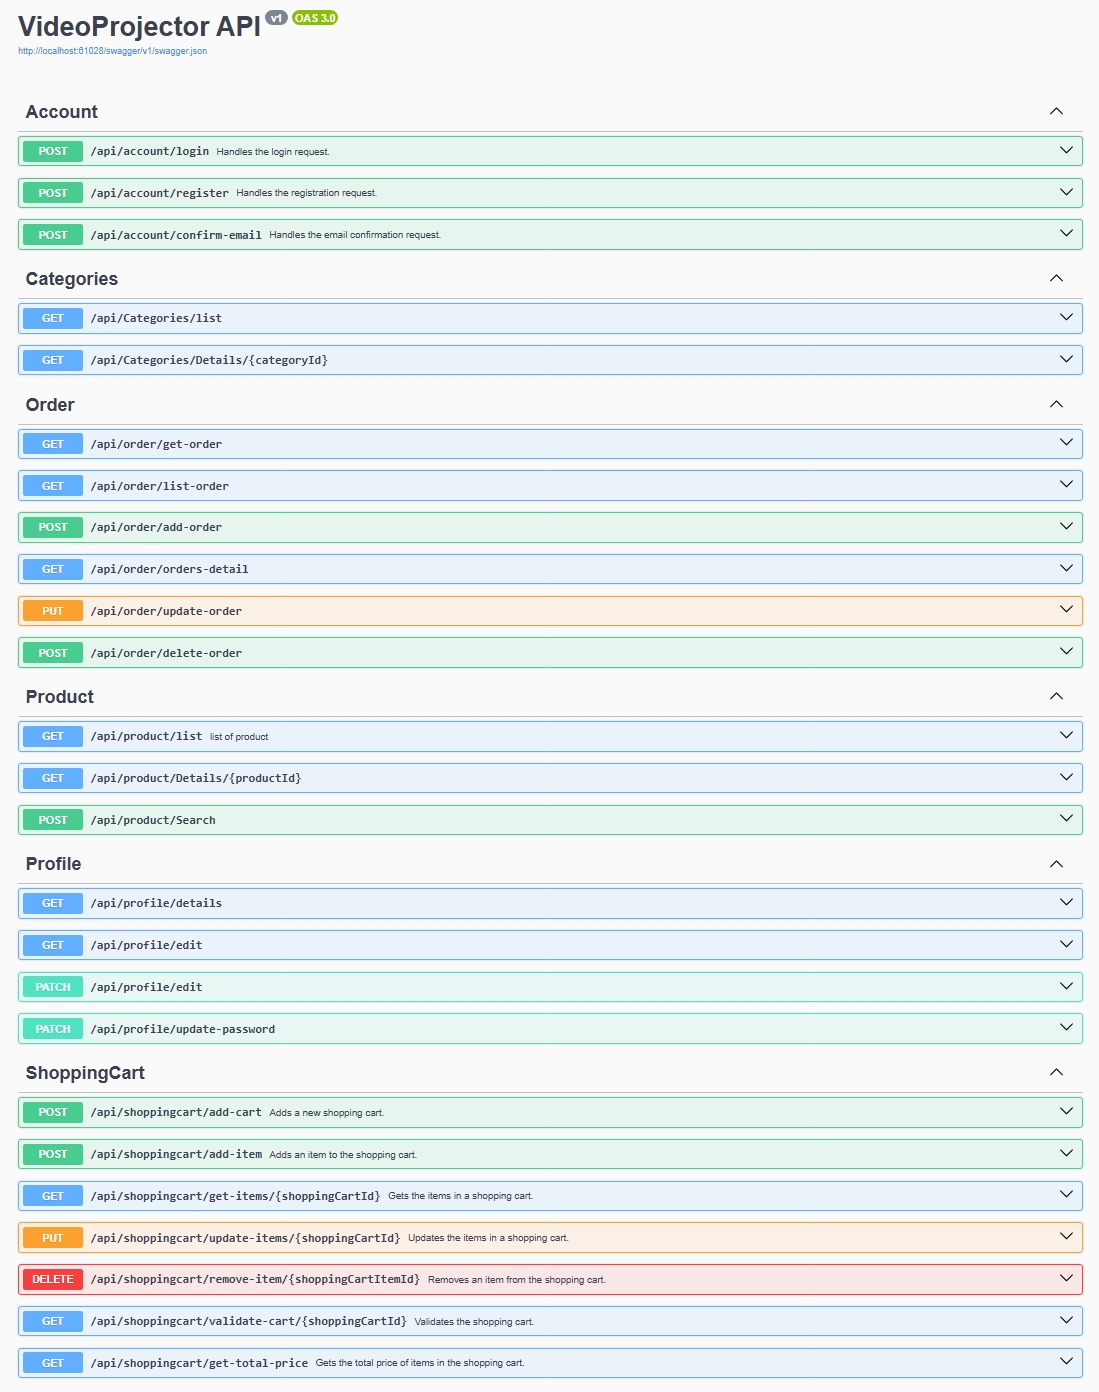 VideoProjector API v1 OAS 3.0
http://localhost:61028/swagger/v1/swagger.json
Account
POST /api/account/login Handles the login request.
POST /api/account/register Handles the registration request.
POST /api/account/confirm-email Handles the email confirmation request.
Categories
GET /api/Categories/list
GET /api/Categories/Details/{categoryId}
Order
GET /api/order/get-order
GET /api/order/list-order
POST /api/order/add-order
GET /api/order/orders-detail
PUT /api/order/update-order
POST /api/order/delete-order
Product
GET /api/product/list list of product
GET /api/product/Details/{productId}
POST /api/product/Search
Profile
GET /api/profile/details
GET /api/profile/edit
PATCH /api/profile/edit
PATCH /api/profile/update-password
ShoppingCart
POST /api/shoppingcart/add-cart Adds a new shopping cart.
POST /api/shoppingcart/add-item Adds an item to the shopping cart.
GET /api/shoppingcart/get-items/{shoppingCartId} Gets the items in a shopping cart.
PUT /api/shoppingcart/update-items/{shoppingCartId} Updates the items in a shopping cart.
DELETE /api/shoppingcart/remove-item/{shoppingCartItemId} Removes an item from the shopping cart.
GET /api/shoppingcart/validate-cart/{shoppingCartId} Validates the shopping cart.
GET /api/shoppingcart/get-total-price Gets the total price of items in the shopping cart.